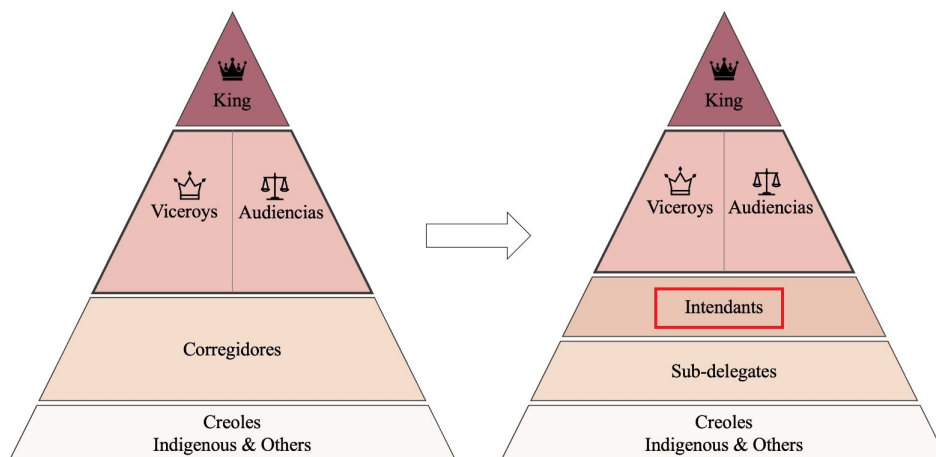 King
Viceroys
Audiencias
Corregidores
Creoles
Indigenous & Others
King
Viceroys
Audiencias
Intendants
Sub-delegates
Creoles
Indigenous & Others